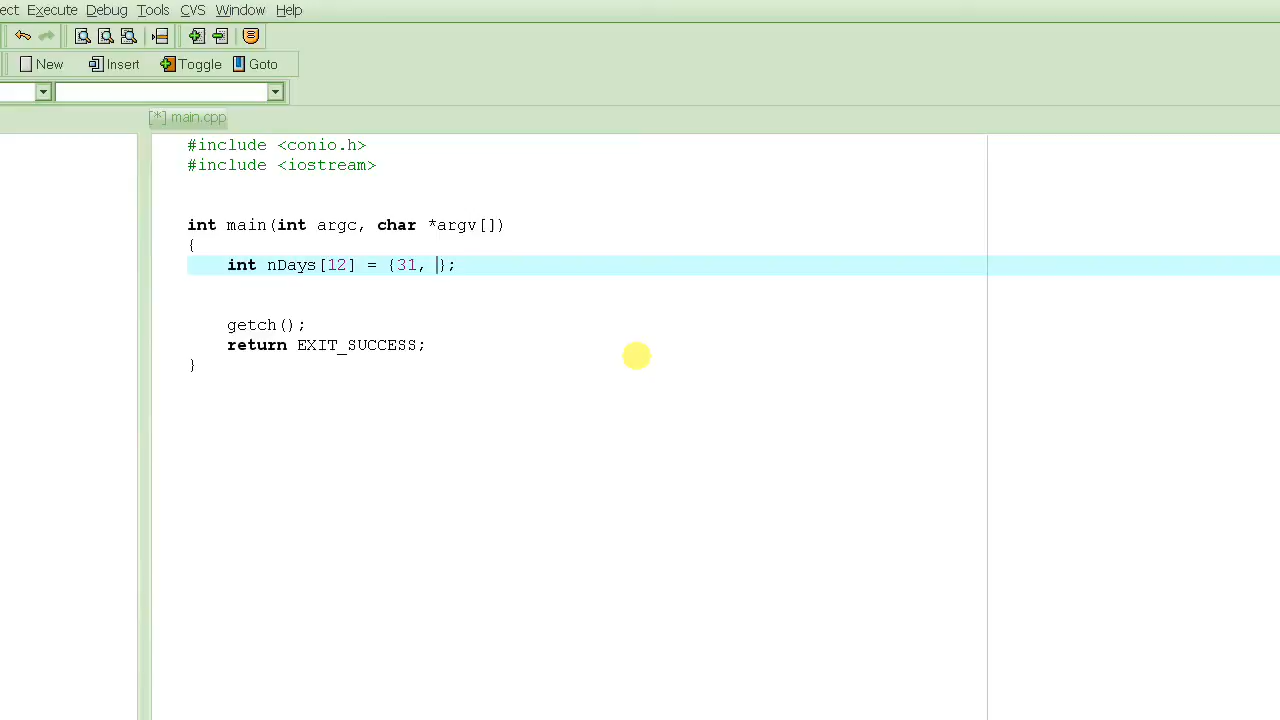 ect Execute Debug Tools CVS Window Help
New Insert Toggle Goto
[*] main.cpp
#include <conio.h>
#include <iostream>
int main(int argc, char *argv[])
{
int nDays[12] = {31, };
getch();
return EXIT_SUCCESS;
}